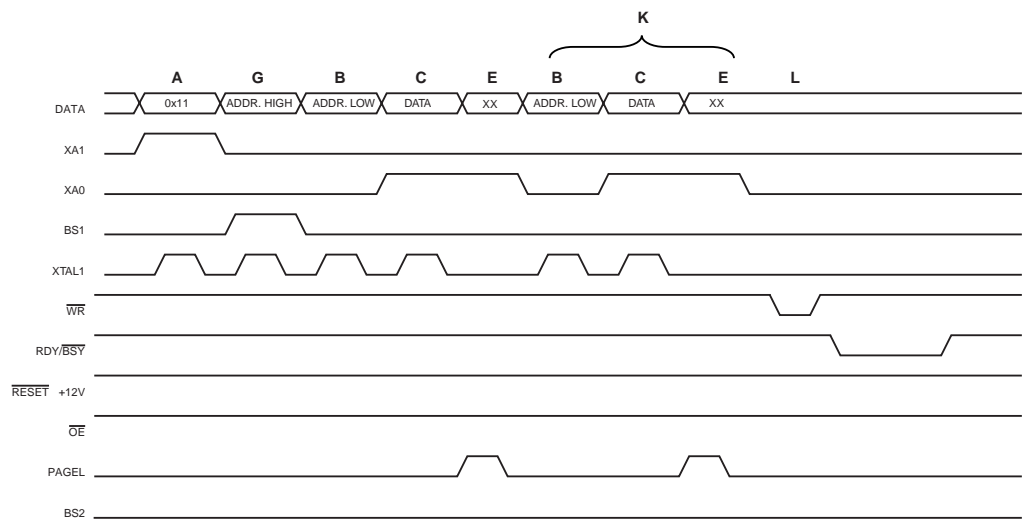 K
A G B C E B C E L
DATA 0x11 ADDR. HIGH ADDR. LOW DATA XX ADDR. LOW DATA XX
XA1
XA0
BS1
XTAL1
WR
RDY/BSY
RESET +12V
OE
PAGEL
BS2